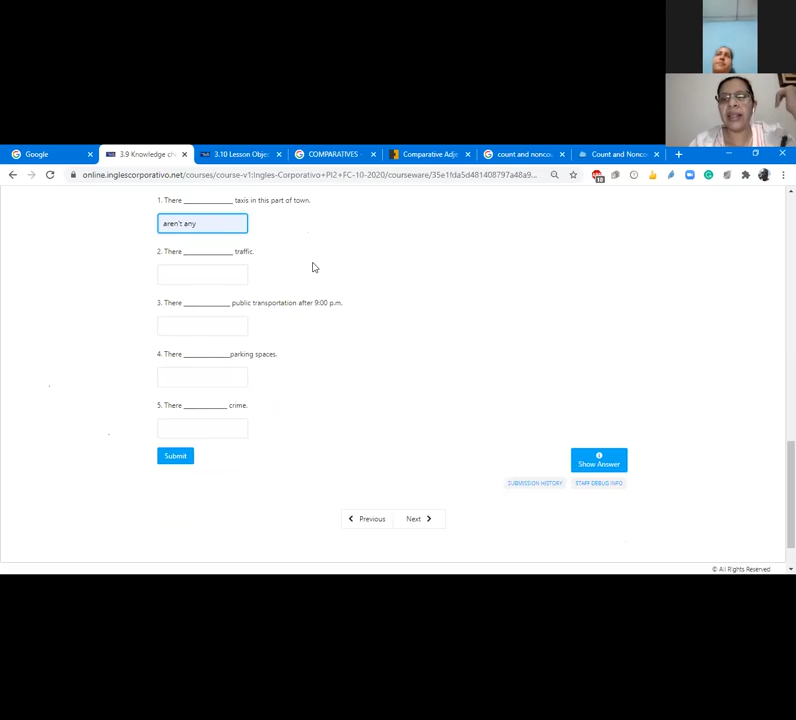 Google
3.9 Knowledge che
3.10 Lesson Objec
COMPARATIVES
Comparative Adje
count and noncou
Count and Nonco
online.inglescorporativo.net/courses/course-v1:Ingles-Corporativo+PI2+FC-10-2020/courseware/35e1fda5d481408797a48a9...
1. There ____________ taxis in this part of town.
aren't any
2. There ____________ traffic.
3. There ____________ public transportation after 9:00 p.m.
4. There ____________parking spaces.
5. There ____________ crime.
Submit
Show Answer
SUBMISSION HISTORY
STAFF DEBUG INFO
Previous
Next
© All Rights Reserved